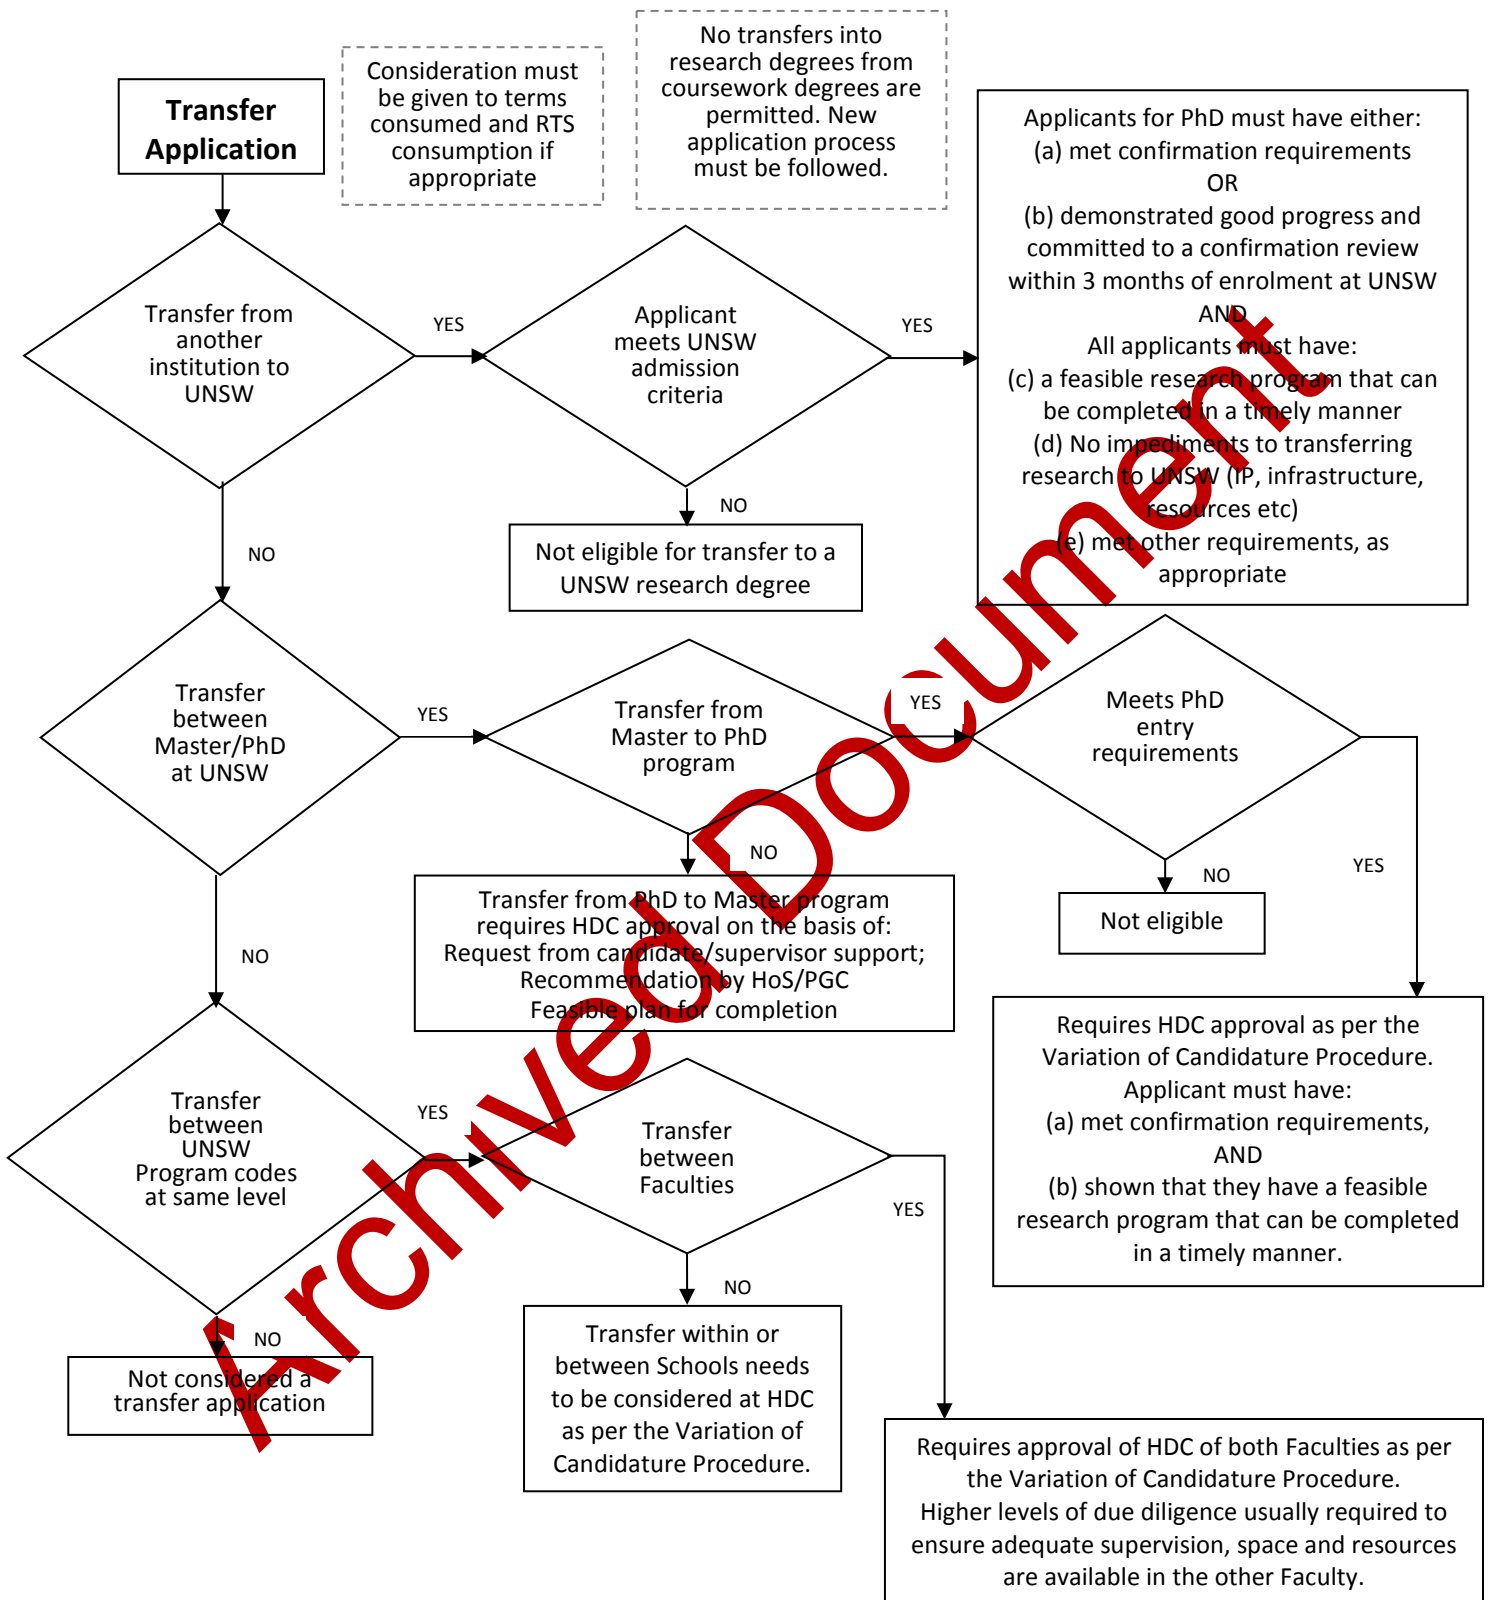 Transfer
Application
Consideration must
be given to terms
consumed and RTS
consumption if
appropriate
No transfers into
research degrees from
coursework degrees are
permitted. New
application process
must be followed.
Transfer from
another
institution to
UNSW
YES
Applicant
meets UNSW
admission
criteria
YES
Applicants for PhD must have either:
(a) met confirmation requirements
OR
(b) demonstrated good progress and
committed to a confirmation review
within 3 months of enrolment at UNSW
AND
All applicants must have:
(c) a feasible research program that can
be completed in a timely manner
(d) No impediments to transferring
research to UNSW (IP, infrastructure,
resources etc)
(e) met other requirements, as
appropriate
NO
Not eligible for transfer to a
UNSW research degree
NO
Transfer
between
Master/PhD
at UNSW
YES
Transfer from
Master to PhD
program
YES
Meets PhD
entry
requirements
NO
Not eligible
YES
NO
Transfer from PhD to Master program
requires HDC approval on the basis of:
Request from candidate/supervisor support;
Recommendation by HoS/PGC
Feasible plan for completion
Requires HDC approval as per the
Variation of Candidature Procedure.
Applicant must have:
(a) met confirmation requirements,
AND
(b) shown that they have a feasible
research program that can be completed
in a timely manner.
NO
Transfer
between
UNSW
Program codes
at same level
YES
Transfer
between
Faculties
YES
NO
Not considered a
transfer application
NO
Transfer within or
between Schools needs
to be considered at HDC
as per the Variation of
Candidature Procedure.
Requires approval of HDC of both Faculties as per
the Variation of Candidature Procedure.
Higher levels of due diligence usually required to
ensure adequate supervision, space and resources
are available in the other Faculty.
Archived Document